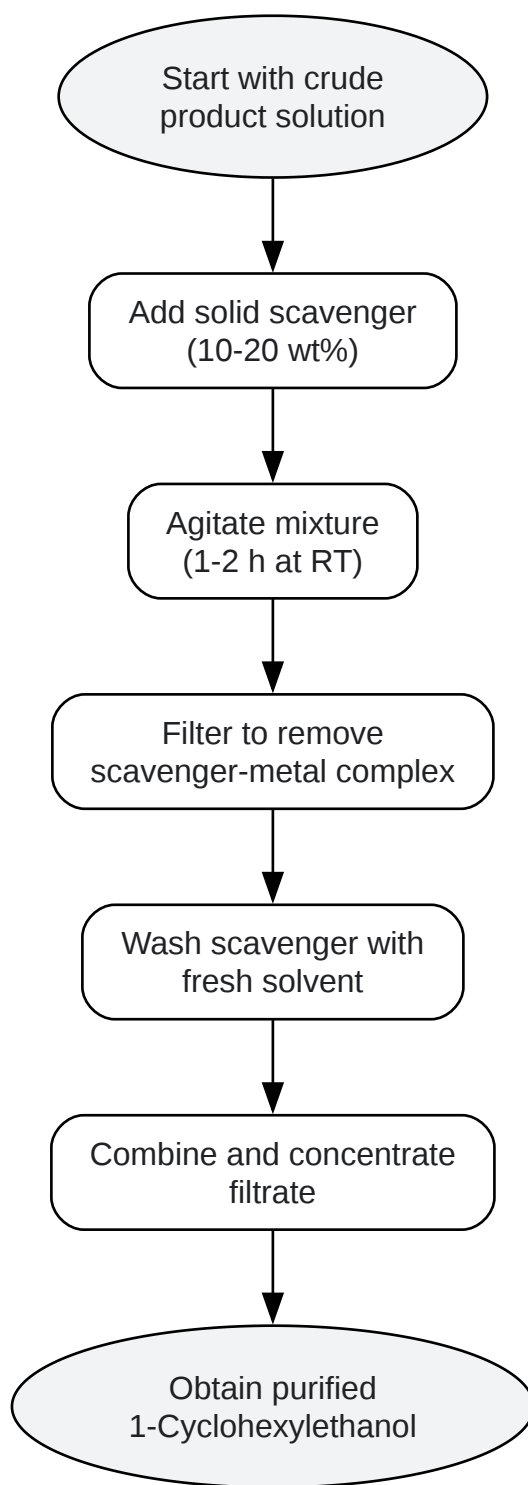 Start with crude
product solution
Add solid scavenger
(10-20 wt%)
Agitate mixture
(1-2 h at RT)
Filter to remove
scavenger-metal complex
Wash scavenger with
fresh solvent
Combine and concentrate
filtrate
Obtain purified
1-Cyclohexylethanol